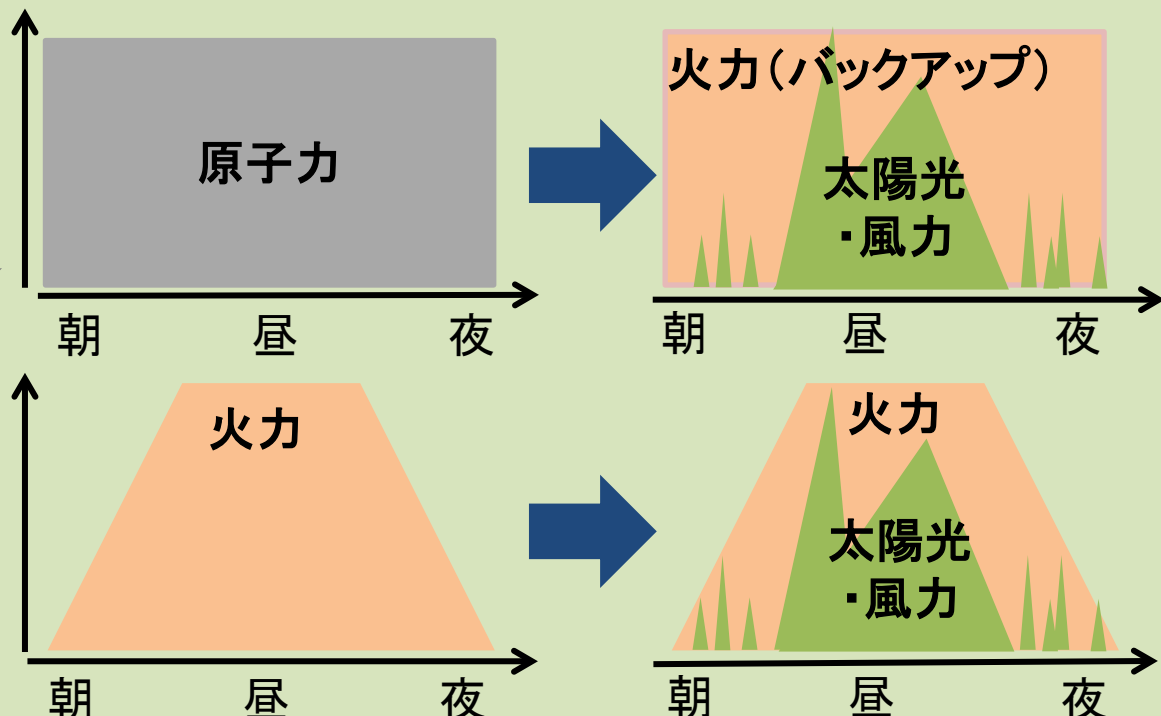 原子力
火力(バックアップ)
太陽光
・風力
朝 昼 夜
朝 昼 夜
火力
火力
太陽光
・風力
朝 昼 夜
朝 昼 夜